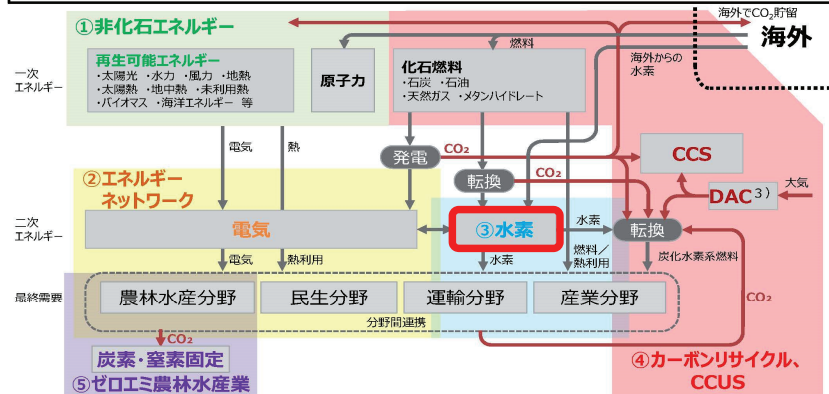 ①非化石エネルギー
海外でCO₂貯留
海外
再生可能エネルギー
・太陽光 ・水力 ・風力 ・地熱
・太陽熱 ・地中熱 ・未利用熱
・バイオマス ・海洋エネルギー 等
原子力
燃料
化石燃料
・石炭 ・石油
・天然ガス ・メタンハイドレート
海外からの
水素
一次
エネルギー
電気
熱
発電
CO₂
CCS
転換
CO₂
DAC³⁾
大気
②エネルギー
ネットワーク
二次
エネルギー
電気
③水素
水素
転換
電気
熱利用
水素
燃料/
熱利用
炭化水素系燃料
最終需要
農林水産分野
民生分野
運輸分野
産業分野
CO₂
分野間連携
CO₂
炭素・窒素固定
⑤ゼロエミ農林水産業
④カーボンリサイクル、
CCUS